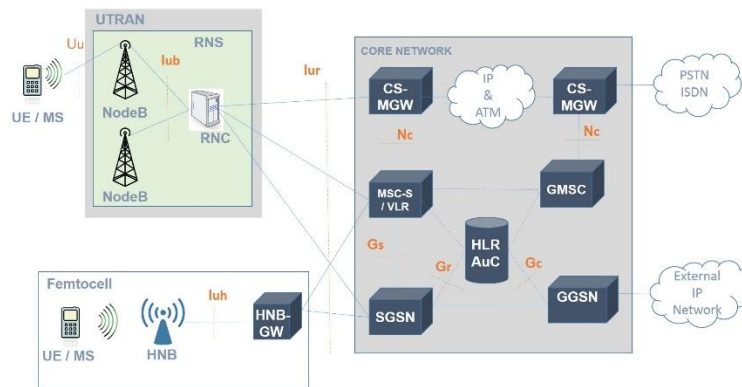 UTRAN
RNS
Uu
Iub
Iur
UE / MS
NodeB
RNC
NodeB
CORE NETWORK
CS-
MGW
IP
&
ATM
CS-
MGW
PSTN
ISDN
Nc
Nc
MSC-S
/ VLR
GMSC
HLR
AuC
Gs
Gr
Gc
SGSN
GGSN
External
IP
Network
Femtocell
Iuh
UE / MS
HNB
HNB-
GW